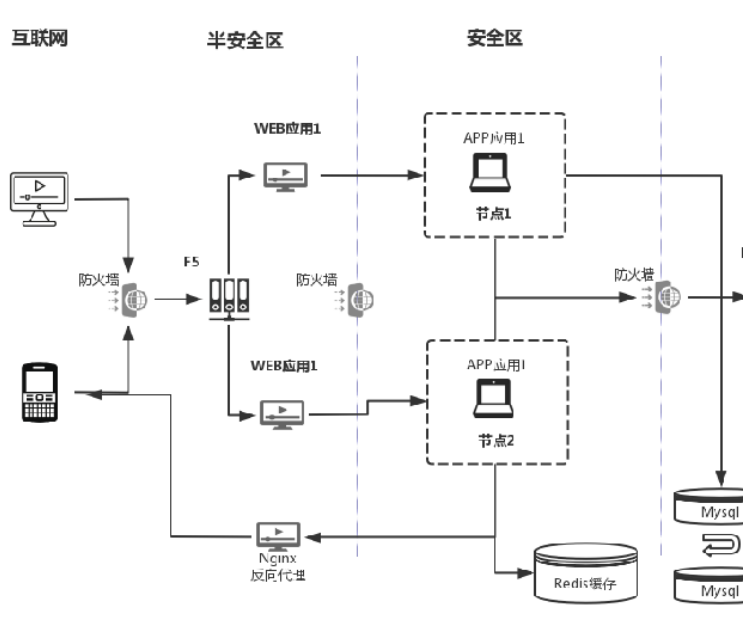 互联网
半安全区
安全区
WEB应用1
APP应用1
节点1
F5
防火墙
防火墙
防火墙
WEB应用1
APP应用1
节点2
Nginx
反向代理
Redis缓存
Mysql
Mysql